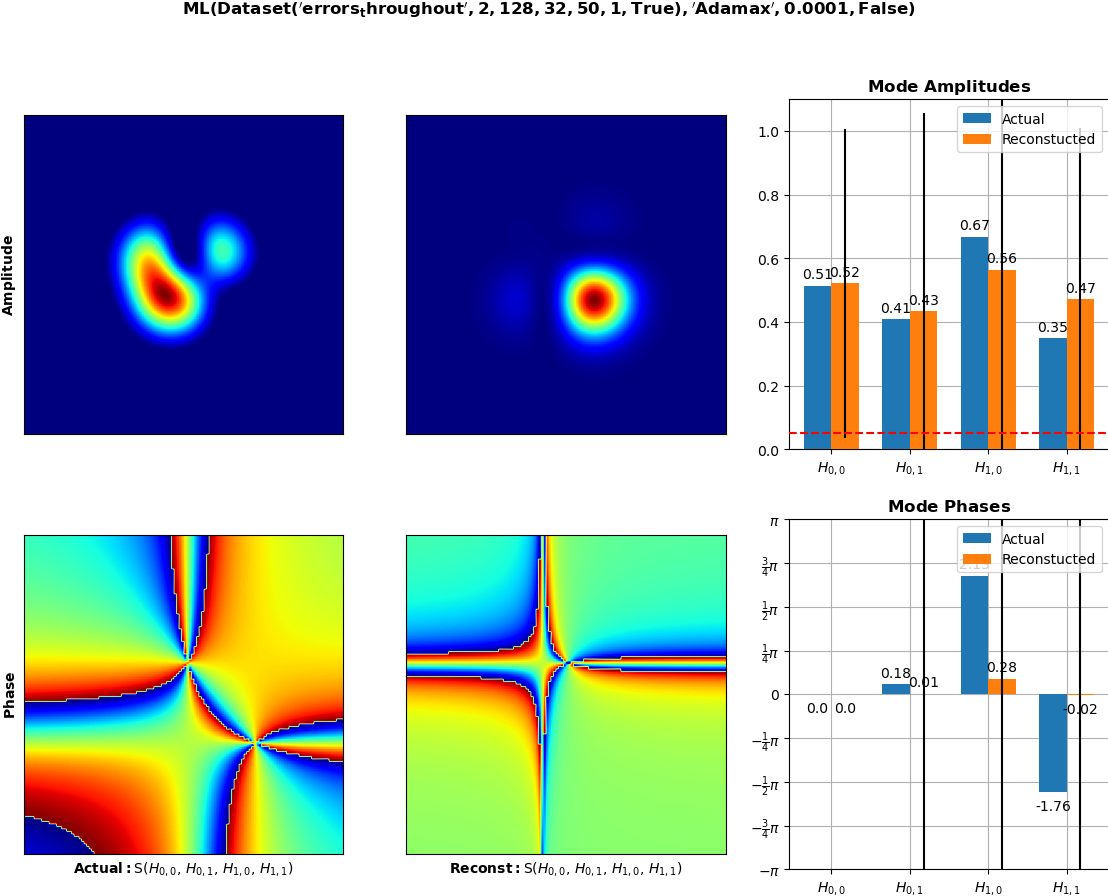 ML(Dataset('errors_throughout', 2, 128, 32, 50, 1, True), 'Adamax', 0.0001, False)
Amplitude
Mode Amplitudes
Actual
Reconstucted
1.0
0.8
0.6
0.4
0.2
0.0
0.51 0.52
0.41 0.43
0.67 0.56
0.35 0.47
H0,0 H0,1 H1,0 H1,1
Phase
Actual: S(H0,0, H0,1, H1,0, H1,1)
Reconst: S(H0,0, H0,1, H1,0, H1,1)
Mode Phases
Actual
Reconstucted
π
3/4π
1/2π
1/4π
0
-1/4π
-1/2π
-3/4π
-π
0.0 0.0
0.18 0.01
0.28
-1.76 -0.02
H0,0 H0,1 H1,0 H1,1